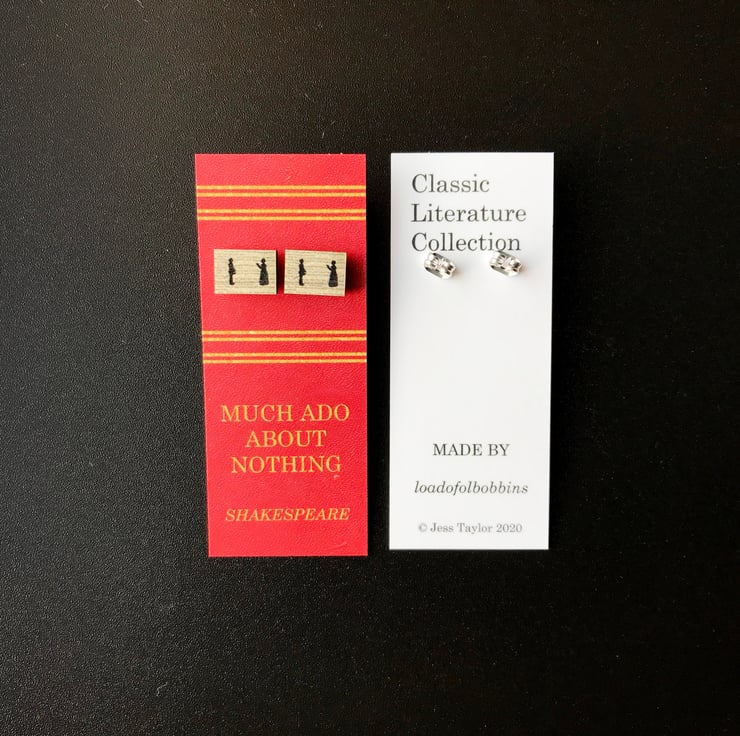 MUCH ADO
ABOUT
NOTHING
SHAKESPEARE
Classic
Literature
Collection
MADE BY
loadofolbobbins
© Jess Taylor 2020